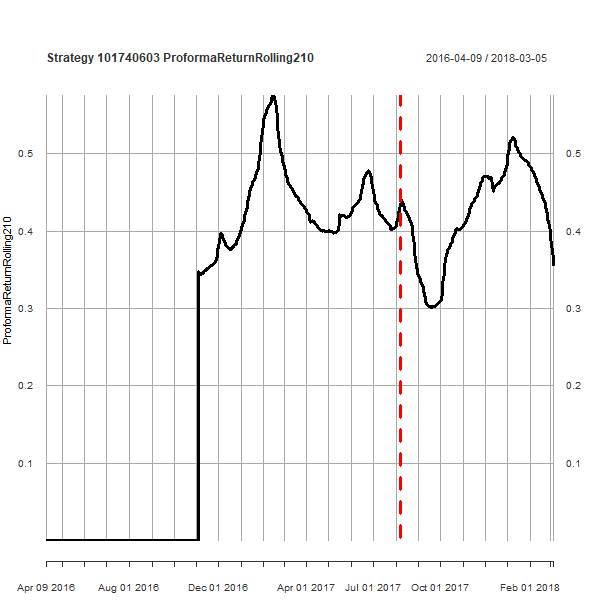 Strategy 101740603 ProformaReturnRolling210
2016-04-09 / 2018-03-05
0.5 0.5
0.4 0.4
ProformaReturnRolling210
0.3 0.3
0.2 0.2
0.1 0.1
Apr 09 2016 Aug 01 2016 Dec 01 2016 Apr 01 2017 Jul 01 2017 Oct 01 2017 Feb 01 2018